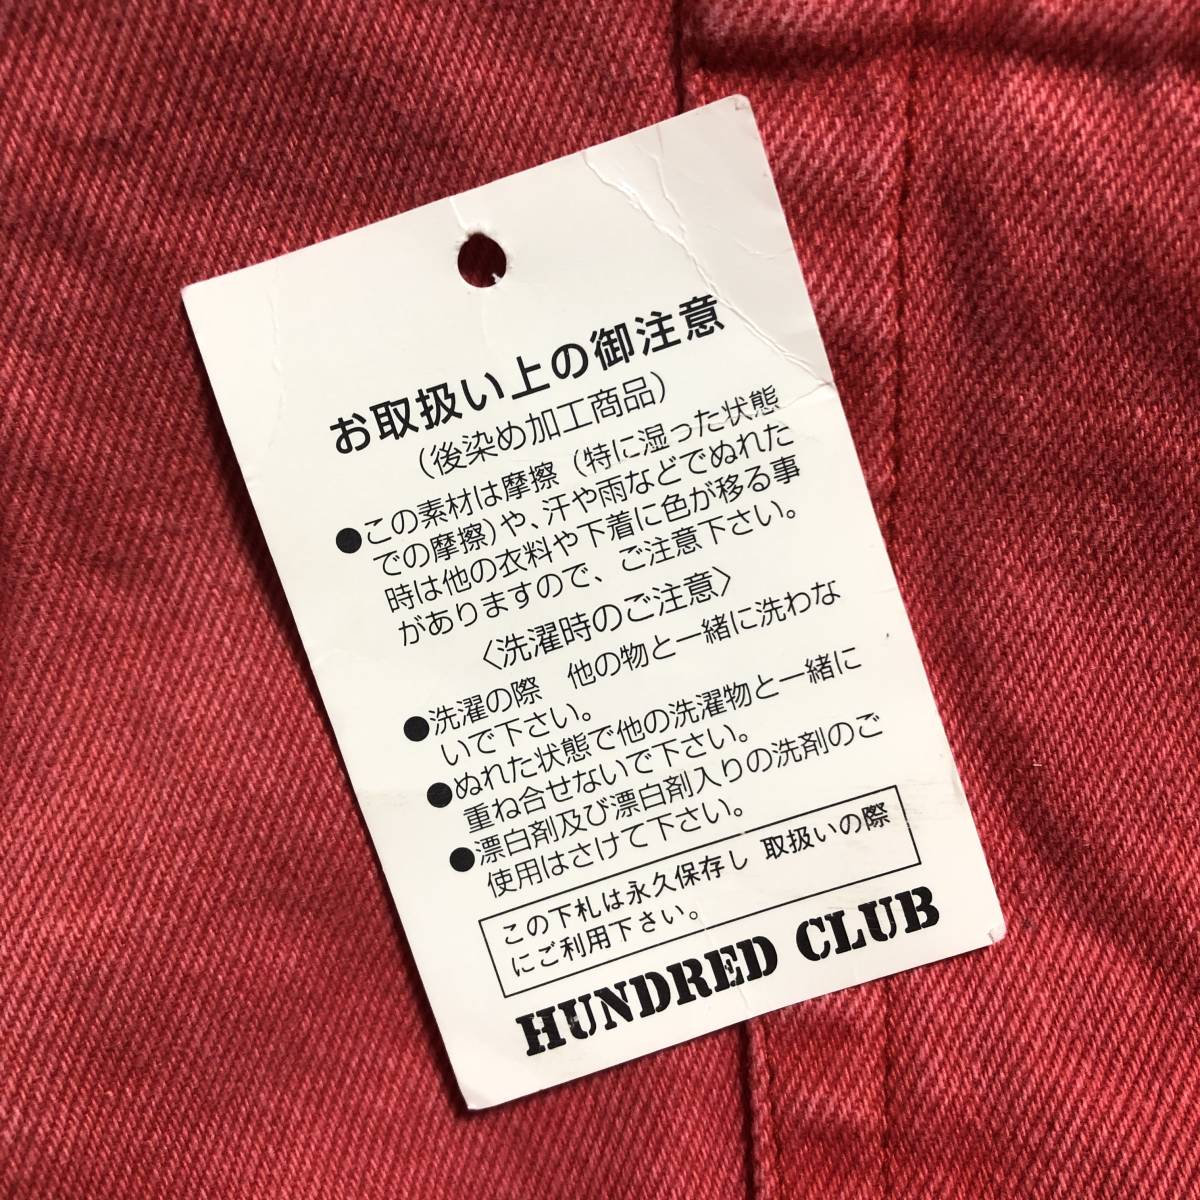 お取扱い上の御注意
（後染め加工商品）
●この素材は摩擦（特に湿った状態
での摩擦）や、汗や雨などでぬれた
時は他の衣料や下着に色が移る事
がありますので、ご注意下さい。
〈洗濯時のご注意〉
●洗濯の際　他の物と一緒に洗わな
いで下さい。
●ぬれた状態で他の洗濯物と一緒に
重ね合せないで下さい。
●漂白剤及び漂白剤入りの洗剤のご
使用はさけて下さい。
この下札は永久保存し　取扱いの際
にご利用下さい。
HUNDRED CLUB